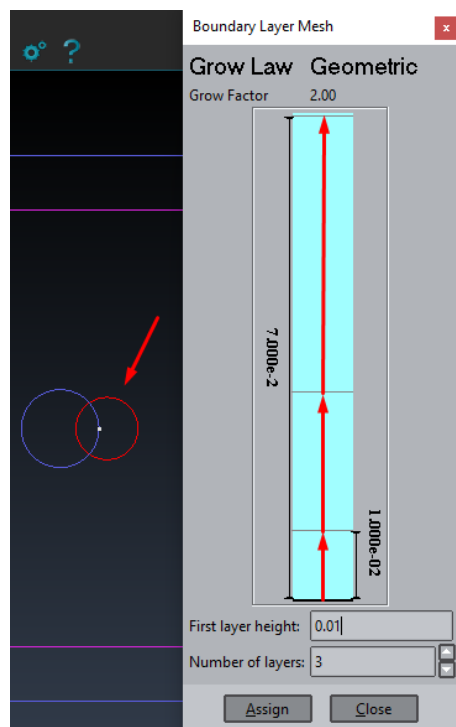 ?
Boundary Layer Mesh
x
Grow Law Geometric
Grow Factor 2.00
7.000e-2
1.000e-02
First layer height: 0.01
Number of layers: 3
Assign Close